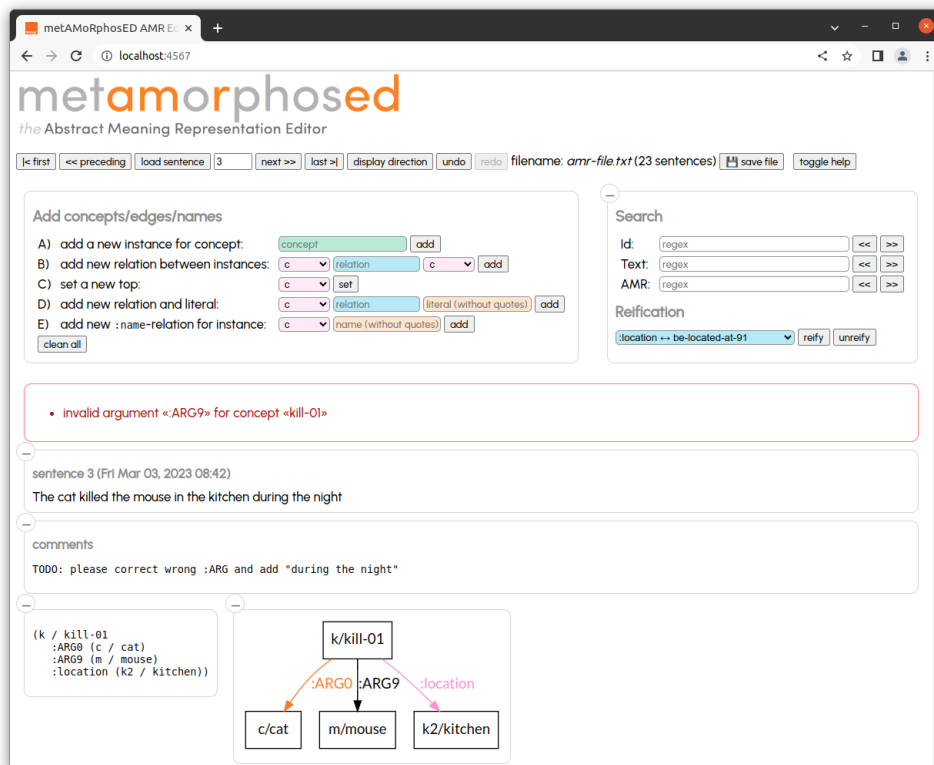 metAMoRphosED AMR Ed
localhost:4567
metamorphosed
the Abstract Meaning Representation Editor
|< first << preceding load sentence 3 next >> last >| display direction undo redo filename: amr-file.txt (23 sentences) 💾 save file toggle help
Add concepts/edges/names
A) add a new instance for concept: concept add
B) add new relation between instances: c relation c add
C) set a new top: c set
D) add new relation and literal: c relation literal (without quotes) add
E) add new :name-relation for instance: c name (without quotes) add
clean all
Search
Id: regex << >>
Text: regex << >>
AMR: regex << >>
Reification
:location ↔ be-located-at-91 reify unreify
• invalid argument «:ARG9» for concept «kill-01»
sentence 3 (Fri Mar 03, 2023 08:42)
The cat killed the mouse in the kitchen during the night
comments
TODO: please correct wrong :ARG and add "during the night"
(k / kill-01
:ARG0 (c / cat)
:ARG9 (m / mouse)
:location (k2 / kitchen))
k/kill-01
:ARG0 :ARG9 :location
c/cat m/mouse k2/kitchen